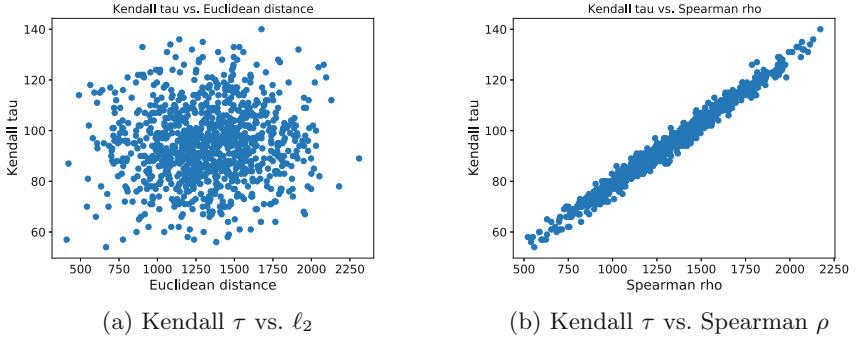 Kendall tau vs. Euclidean distance
Kendall tau
140
120
100
80
60
500 750 1000 1250 1500 1750 2000 2250
Euclidean distance
(a) Kendall τ vs. ℓ₂
Kendall tau vs. Spearman rho
Kendall tau
140
120
100
80
60
500 750 1000 1250 1500 1750 2000 2250
Spearman rho
(b) Kendall τ vs. Spearman ρ